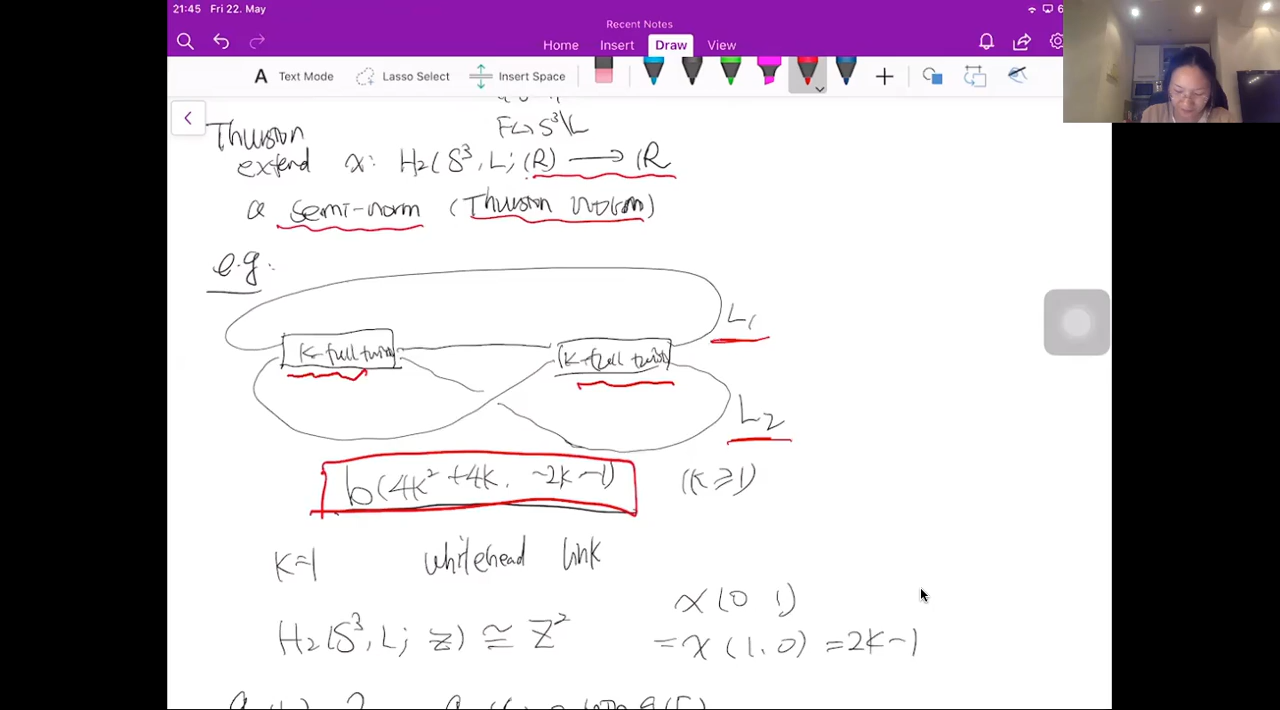 21:45 Fri 22. May
Recent Notes
Home Insert Draw View
Text Mode Lasso Select Insert Space
F↪S³\L
Thurston
extend x: H₂(S³, L; ℝ) ⟶ ℝ
a semi-norm (Thurston norm)
e.g.
L₁
k-full twist k-full twist
L₂
b(4k²+4k, -2k-1) (k⩾1)
k=1 whitehead link
x(0 1)
H₂(S³, L; Z) ≅ Z² = x(1, 0) = 2k-1